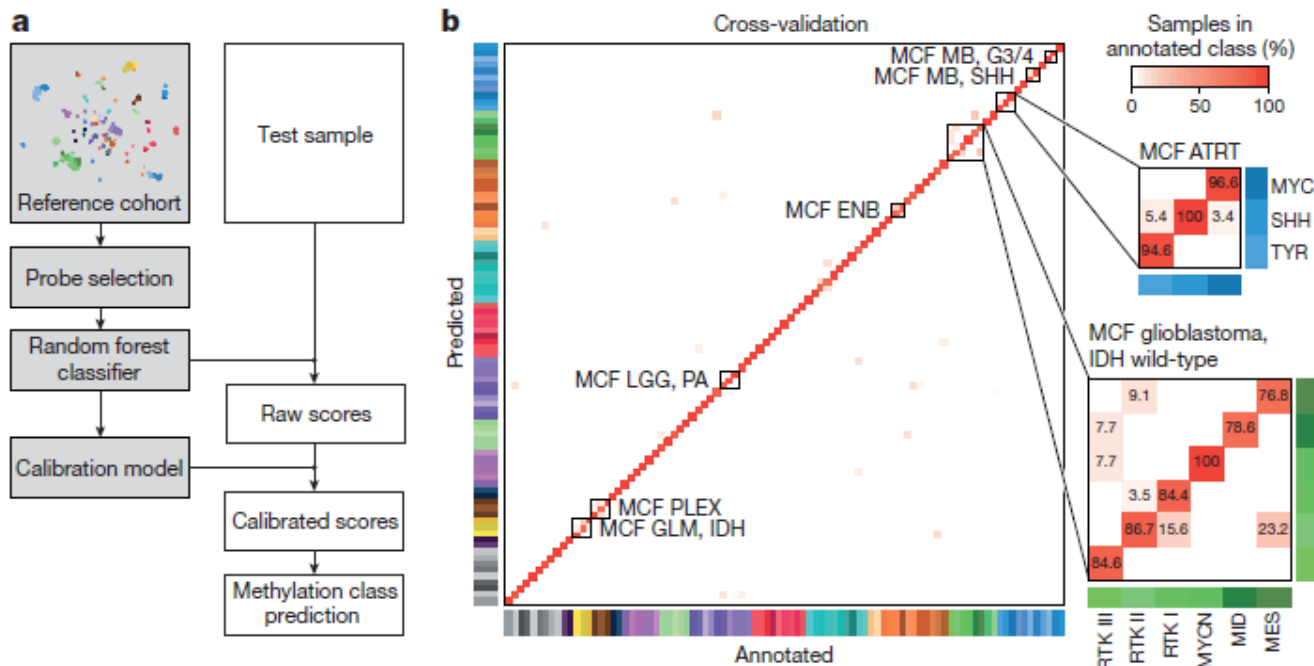 a
Reference cohort
Test sample
Probe selection
Random forest
classifier
Raw scores
Calibration model
Calibrated scores
Methylation class
prediction
b
Cross-validation
Predicted
Annotated
MCF MB, G3/4
MCF MB, SHH
MCF ENB
MCF LGG, PA
MCF PLEX
MCF GLM, IDH
Samples in
annotated class (%)
0 50 100
MCF ATRT
96.6 MYC
5.4 100 3.4 SHH
94.6 TYR
MCF glioblastoma,
IDH wild-type
9.1 76.8
7.7 78.6
7.7 100
3.5 84.4
86.7 15.6 23.2
84.6
RTK III
RTK II
RTK I
MYCN
MID
MES